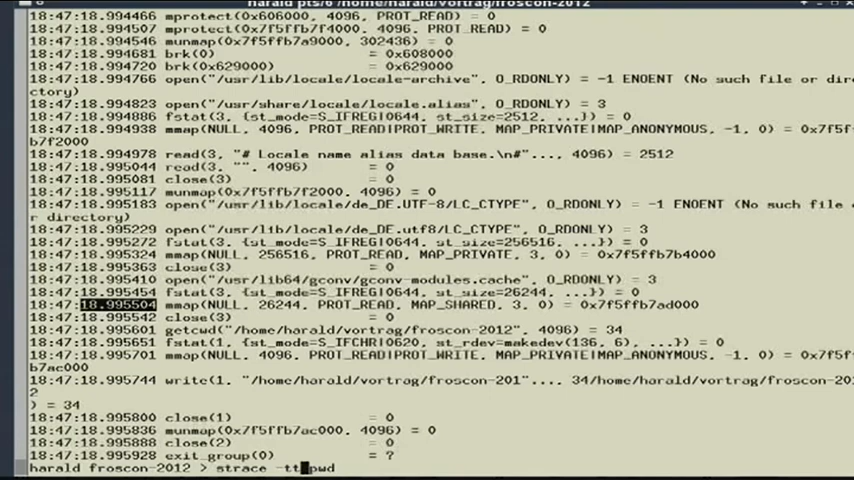 harald pts/6 /home/harald/vortrag/froscon-2012
18:47:18.994466 mprotect(0x606000, 4096, PROT_READ) = 0
18:47:18.994507 mprotect(0x7f5ffb7f4000, 4096, PROT_READ) = 0
18:47:18.994546 munmap(0x7f5ffb7a9000, 302436) = 0
18:47:18.994681 brk(0) = 0x608000
18:47:18.994720 brk(0x629000) = 0x629000
18:47:18.994766 open("/usr/lib/locale/locale-archive", O_RDONLY) = -1 ENOENT (No such file or dire
ctory)
18:47:18.994823 open("/usr/share/locale/locale.alias", O_RDONLY) = 3
18:47:18.994886 fstat(3, {st_mode=S_IFREG|0644, st_size=2512, ...}) = 0
18:47:18.994938 mmap(NULL, 4096, PROT_READ|PROT_WRITE, MAP_PRIVATE|MAP_ANONYMOUS, -1, 0) = 0x7f5ff
b7f2000
18:47:18.994978 read(3, "# Locale name alias data base.\n#"..., 4096) = 2512
18:47:18.995044 read(3, "", 4096) = 0
18:47:18.995081 close(3) = 0
18:47:18.995117 munmap(0x7f5ffb7f2000, 4096) = 0
18:47:18.995183 open("/usr/lib/locale/de_DE.UTF-8/LC_CTYPE", O_RDONLY) = -1 ENOENT (No such file o
r directory)
18:47:18.995229 open("/usr/lib/locale/de_DE.utf8/LC_CTYPE", O_RDONLY) = 3
18:47:18.995272 fstat(3, {st_mode=S_IFREG|0644, st_size=256516, ...}) = 0
18:47:18.995324 mmap(NULL, 256516, PROT_READ, MAP_PRIVATE, 3, 0) = 0x7f5ffb7b4000
18:47:18.995363 close(3) = 0
18:47:18.995410 open("/usr/lib64/gconv/gconv-modules.cache", O_RDONLY) = 3
18:47:18.995454 fstat(3, {st_mode=S_IFREG|0644, st_size=26244, ...}) = 0
18:47:18.995504 mmap(NULL, 26244, PROT_READ, MAP_SHARED, 3, 0) = 0x7f5ffb7ad000
18:47:18.995542 close(3) = 0
18:47:18.995601 getcwd("/home/harald/vortrag/froscon-2012", 4096) = 34
18:47:18.995651 fstat(1, {st_mode=S_IFCHR|0620, st_rdev=makedev(136, 6), ...}) = 0
18:47:18.995701 mmap(NULL, 4096, PROT_READ|PROT_WRITE, MAP_PRIVATE|MAP_ANONYMOUS, -1, 0) = 0x7f5ff
b7ac000
18:47:18.995744 write(1, "/home/harald/vortrag/froscon-201"..., 34/home/harald/vortrag/froscon-201
2
) = 34
18:47:18.995800 close(1) = 0
18:47:18.995836 munmap(0x7f5ffb7ac000, 4096) = 0
18:47:18.995888 close(2) = 0
18:47:18.995928 exit_group(0) = ?
harald froscon-2012 > strace -tt pwd